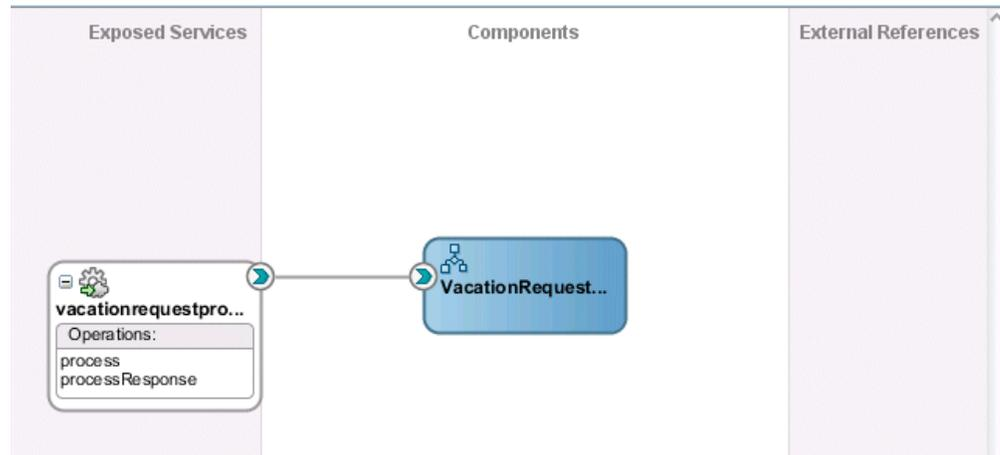 Exposed Services
Components
External References
vacationrequestpro...
Operations:
process
processResponse
VacationRequest...